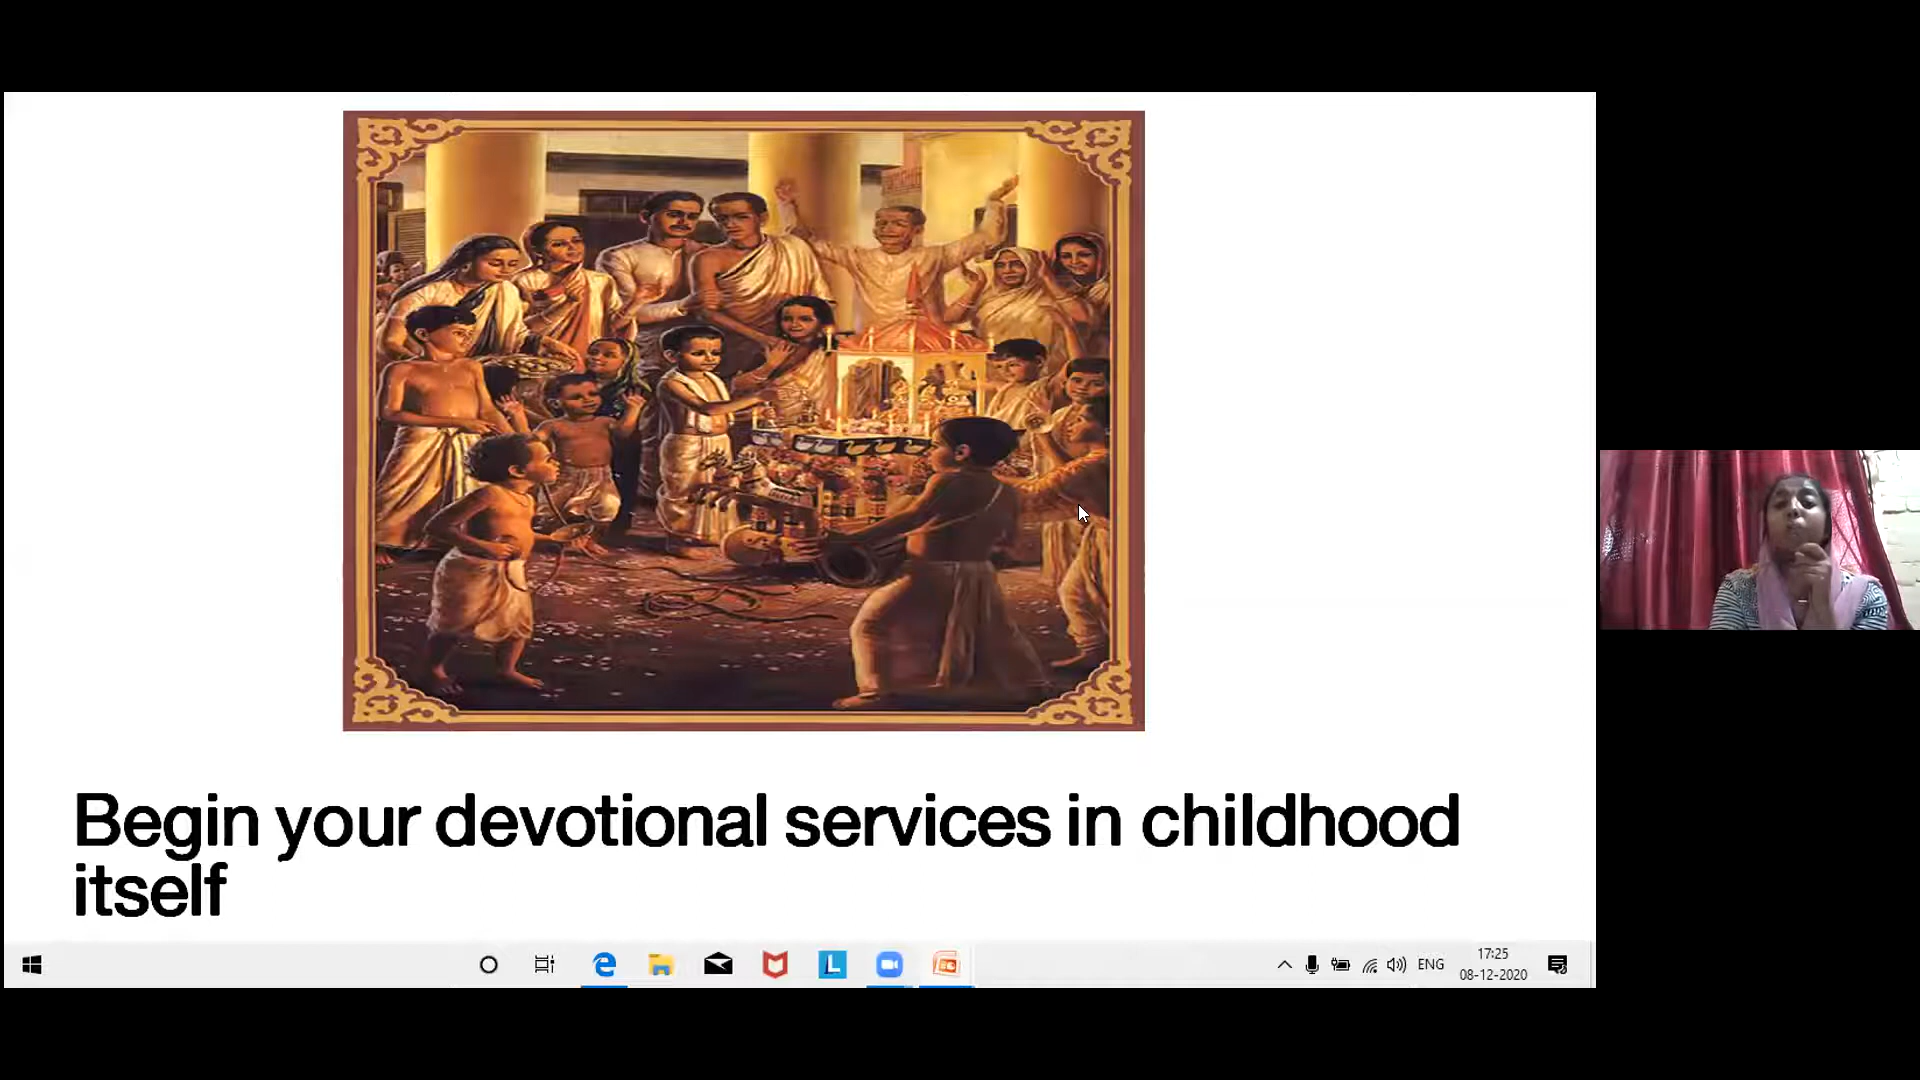 Begin your devotional services in childhood
itself
L
ENG
17:25
08-12-2020